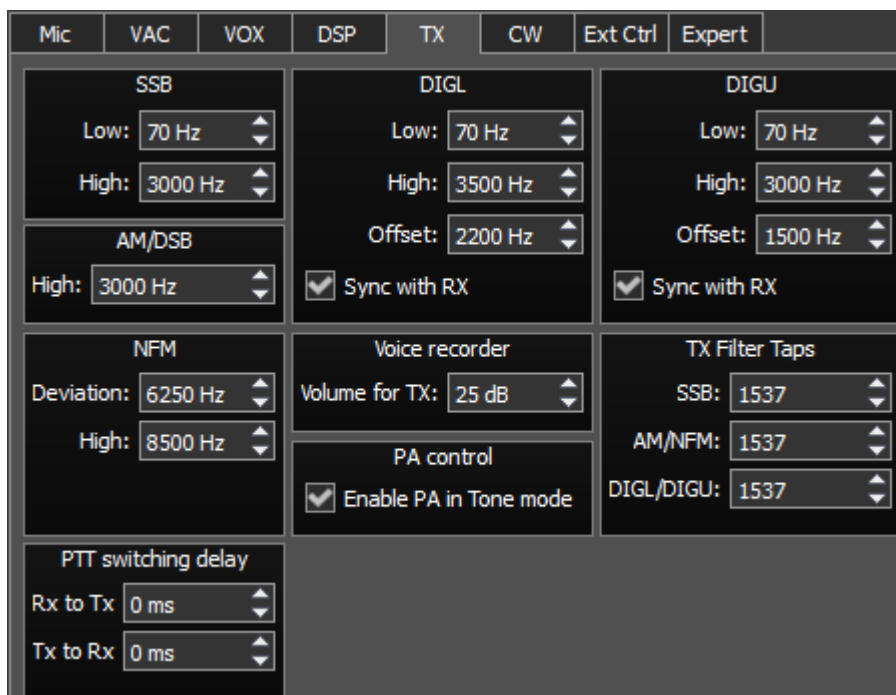 Mic VAC VOX DSP TX CW Ext Ctrl Expert
SSB
Low: 70 Hz
High: 3000 Hz
DIGL
Low: 70 Hz
High: 3500 Hz
Offset: 2200 Hz
Sync with RX
DIGU
Low: 70 Hz
High: 3000 Hz
Offset: 1500 Hz
Sync with RX
AM/DSB
High: 3000 Hz
NFM
Deviation: 6250 Hz
High: 8500 Hz
Voice recorder
Volume for TX: 25 dB
PA control
Enable PA in Tone mode
TX Filter Taps
SSB: 1537
AM/NFM: 1537
DIGL/DIGU: 1537
PTT switching delay
Rx to Tx 0 ms
Tx to Rx 0 ms